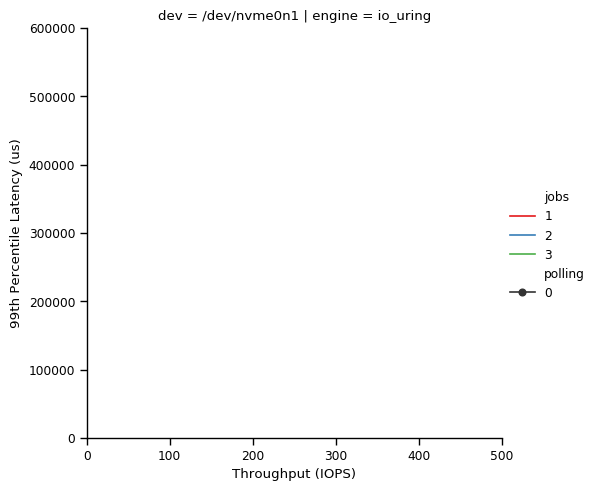 dev = /dev/nvme0n1 | engine = io_uring
600000
500000
400000
300000
200000
100000
0
99th Percentile Latency (us)
0 100 200 300 400 500
Throughput (IOPS)
jobs
1
2
3
polling
0